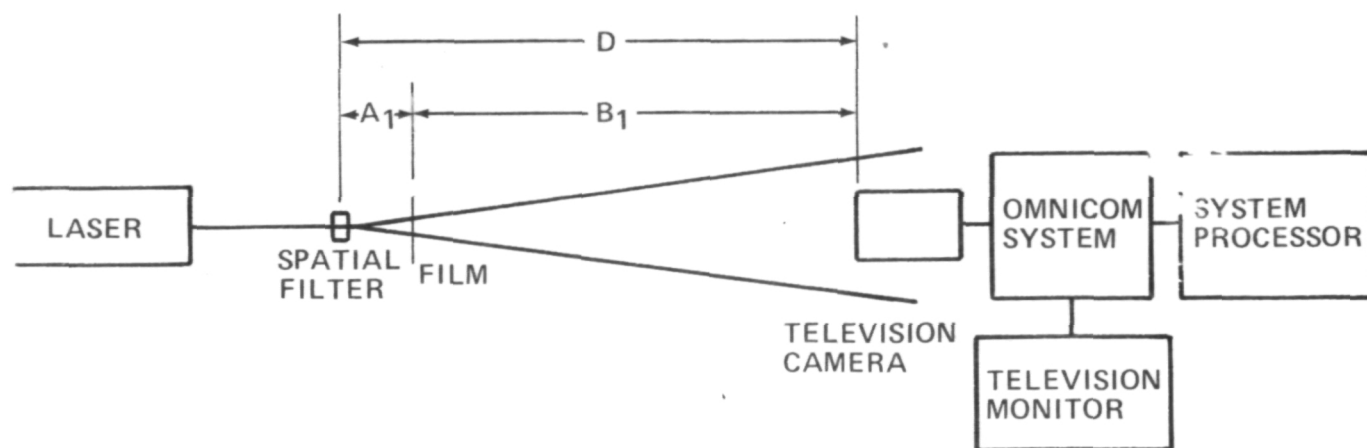 D
A1
B1
LASER
SPATIAL
FILTER
FILM
TELEVISION
CAMERA
OMNICOM
SYSTEM
SYSTEM
PROCESSOR
TELEVISION
MONITOR